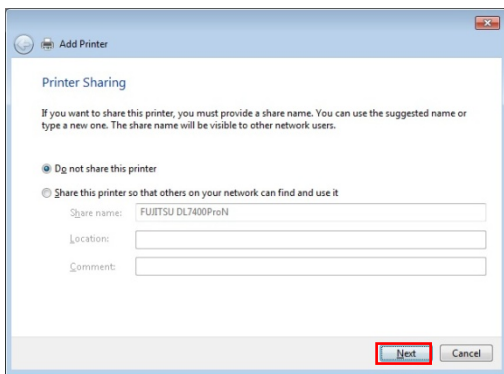 Add Printer
Printer Sharing
If you want to share this printer, you must provide a share name. You can use the suggested name or
type a new one. The share name will be visible to other network users.
Do not share this printer
Share this printer so that others on your network can find and use it
Share name: FUJITSU DL7400ProN
Location:
Comment:
Next Cancel